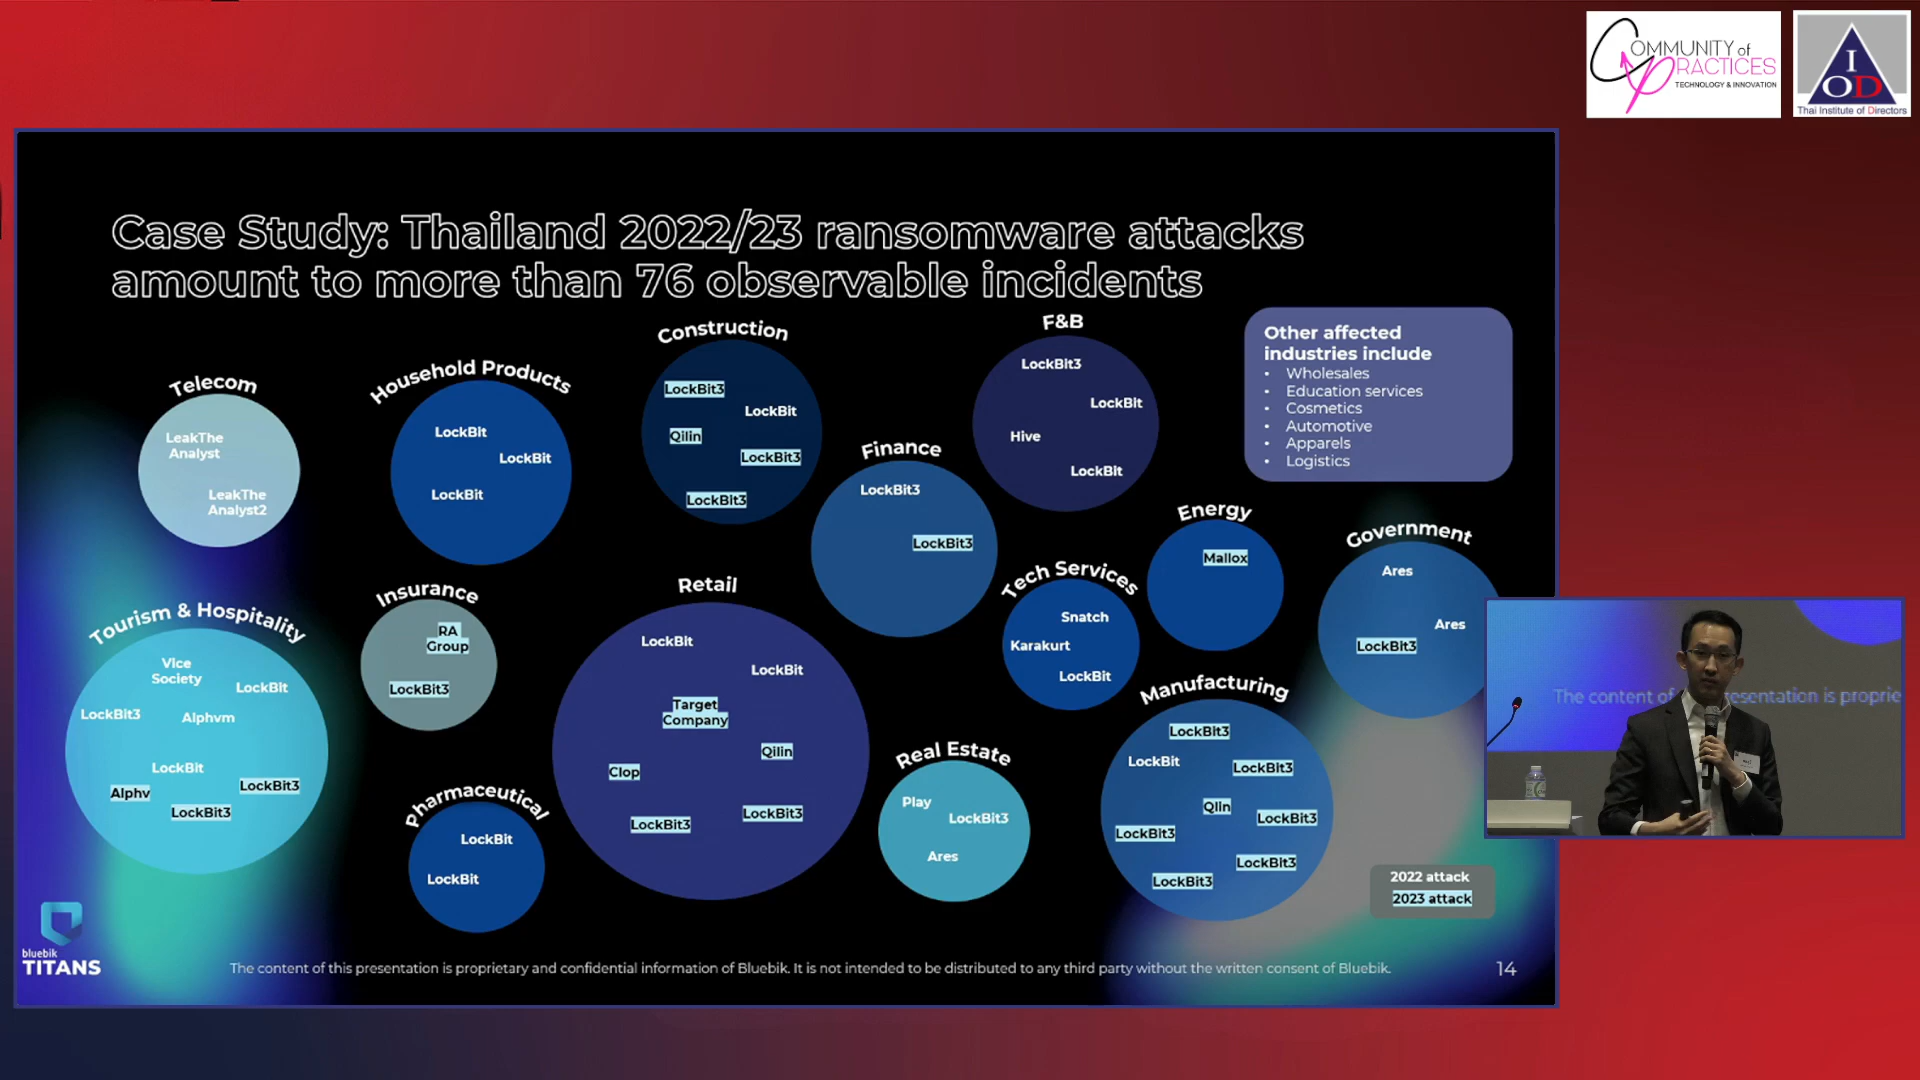 COMMUNITY of
PRACTICES
TECHNOLOGY & INNOVATION
IOD
Thai Institute of Directors
Case Study: Thailand 2022/23 ransomware attacks
amount to more than 76 observable incidents
Telecom
LeakThe
Analyst
LeakThe
Analyst2
Household Products
LockBit
LockBit
LockBit
Construction
LockBit3
LockBit
Qilin
LockBit3
LockBit3
Finance
LockBit3
LockBit3
F&B
LockBit3
LockBit
Hive
LockBit
Other affected
industries include
• Wholesales
• Education services
• Cosmetics
• Automotive
• Apparels
• Logistics
Tourism & Hospitality
Vice
Society
LockBit
LockBit3
Alphvm
LockBit
LockBit3
Alphv
LockBit3
Insurance
RA
Group
LockBit3
Retail
LockBit
LockBit
Target
Company
Qilin
Clop
LockBit3
LockBit3
Tech Services
Snatch
Karakurt
LockBit
Energy
Mallox
Government
Ares
Ares
LockBit3
Pharmaceutical
LockBit
LockBit
Real Estate
Play
LockBit3
Ares
Manufacturing
LockBit3
LockBit
LockBit3
Qlin
LockBit3
LockBit3
LockBit3
LockBit3
The content of
esentation is proprie
2022 attack
2023 attack
bluebik
TITANS
The content of this presentation is proprietary and confidential information of Bluebik. It is not intended to be distributed to any third party without the written consent of Bluebik.
14